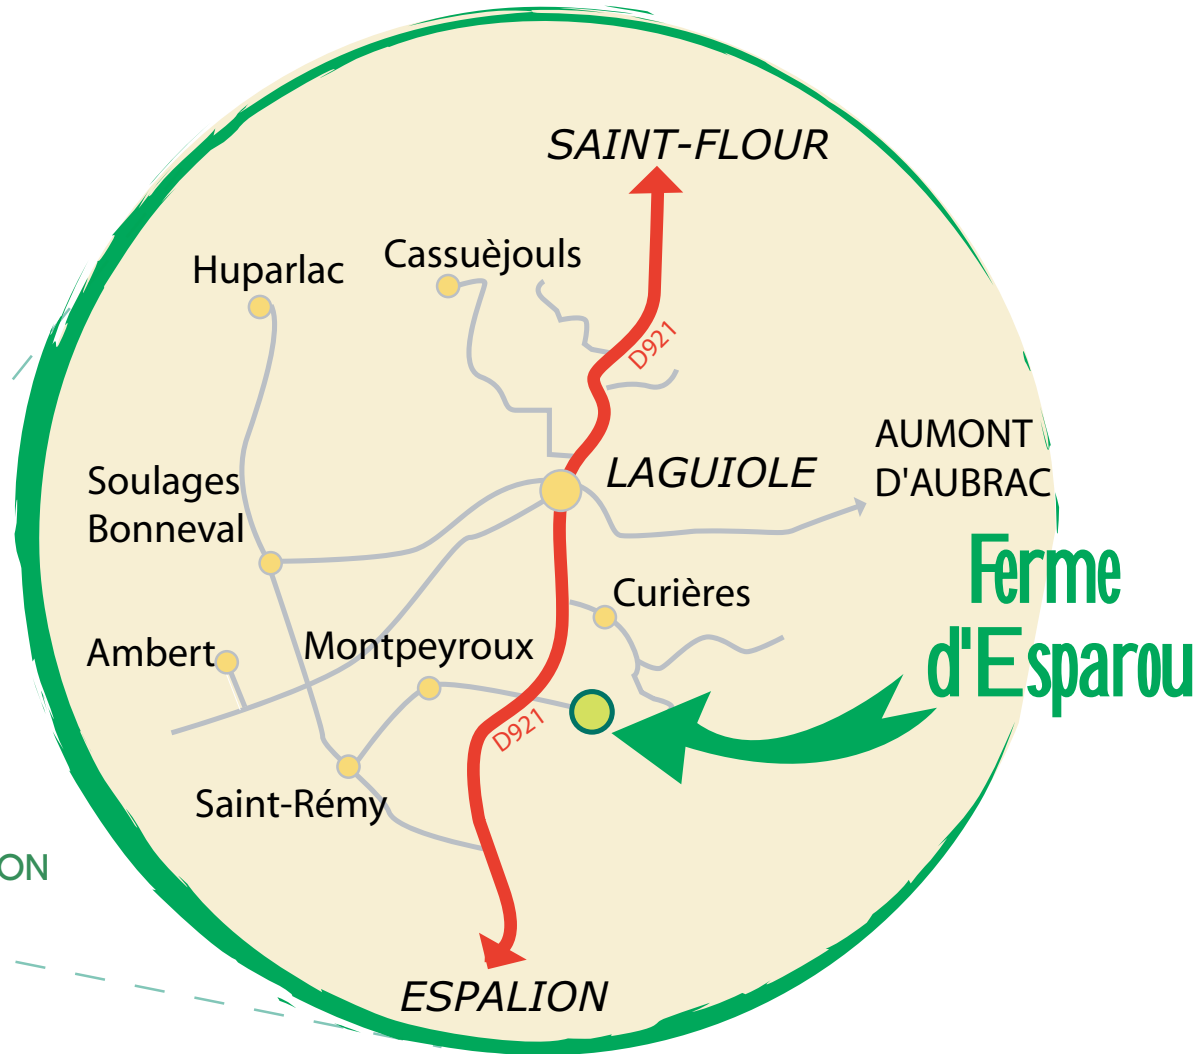 SAINT-FLOUR
Cassuèjouls
Huparlac
D921
AUMONT
D'AUBRAC
LAGUIOLE
Soulages
Bonneval
Ferme
d'Esparou
Curières
Montpeyroux
Ambert
D921
Saint-Rémy
ON
ESPALION